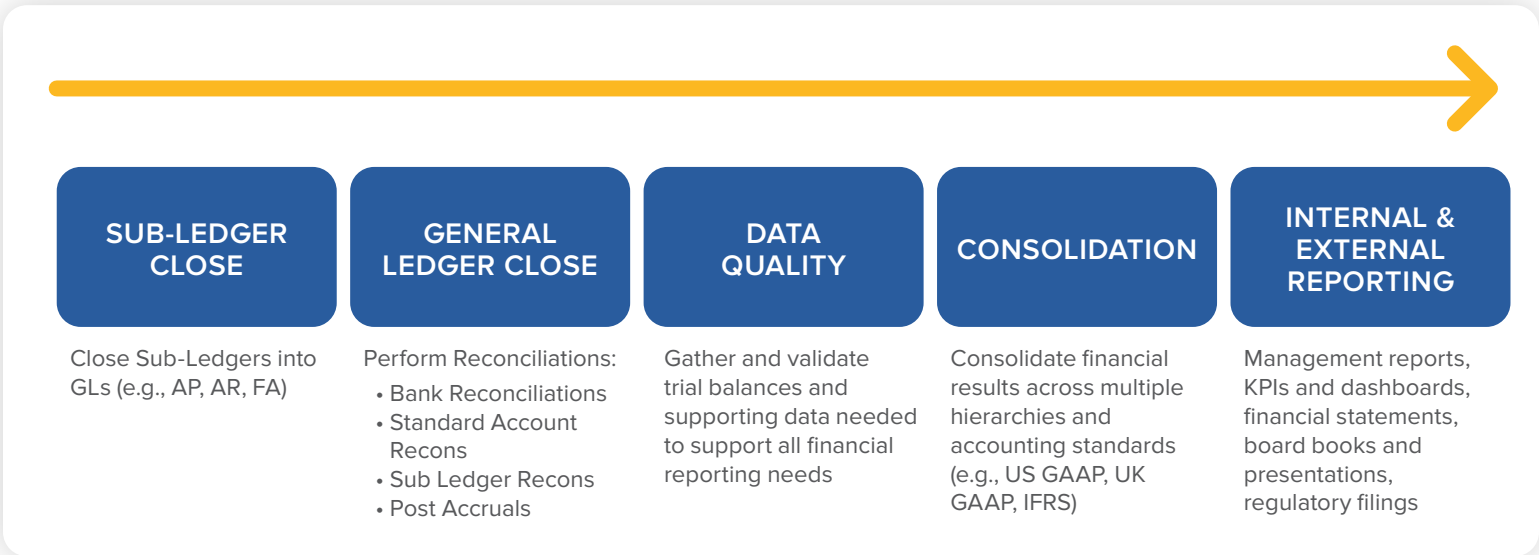 SUB-LEDGER
CLOSE
Close Sub-Ledgers into
GLs (e.g., AP, AR, FA)
GENERAL
LEDGER CLOSE
Perform Reconciliations:
• Bank Reconciliations
• Standard Account
Recons
• Sub Ledger Recons
• Post Accruals
DATA
QUALITY
Gather and validate
trial balances and
supporting data needed
to support all financial
reporting needs
CONSOLIDATION
Consolidate financial
results across multiple
hierarchies and
accounting standards
(e.g., US GAAP, UK
GAAP, IFRS)
INTERNAL &
EXTERNAL
REPORTING
Management reports,
KPIs and dashboards,
financial statements,
board books and
presentations,
regulatory filings